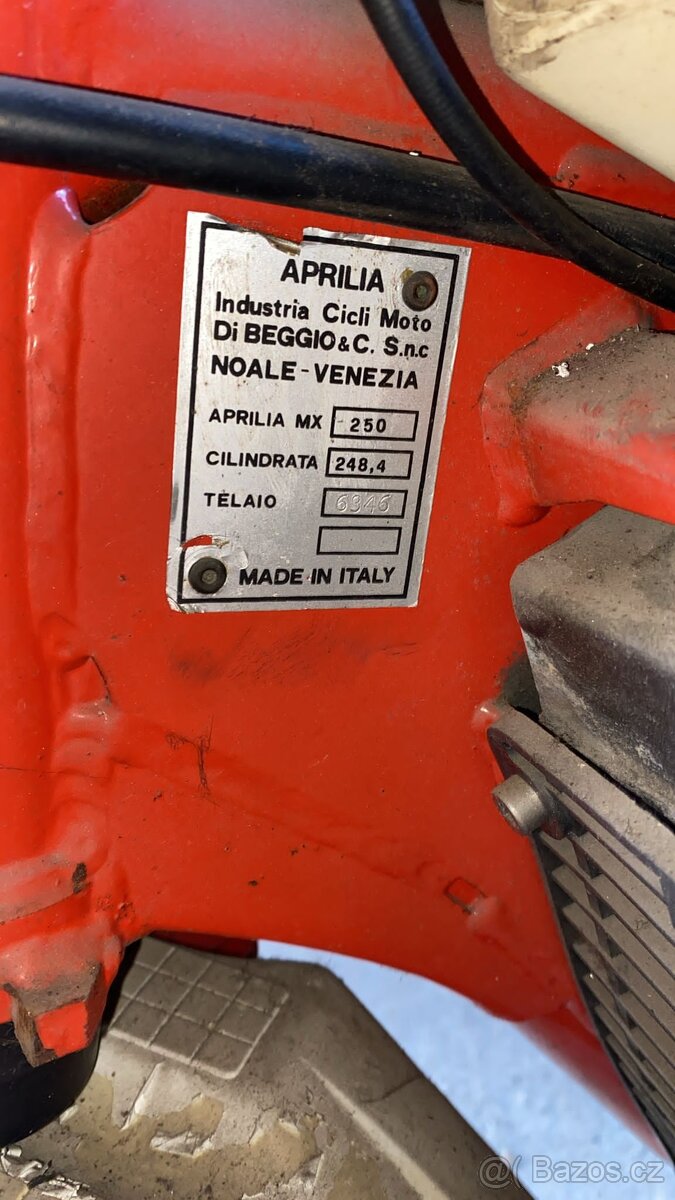 APRILIA
Industria Cicli Moto
Di BEGGIO & C. S.n.c
NOALE - VENEZIA
APRILIA MX 250
CILINDRATA 248,4
TELAIO 6346
MADE IN ITALY
@( Bazos.cz